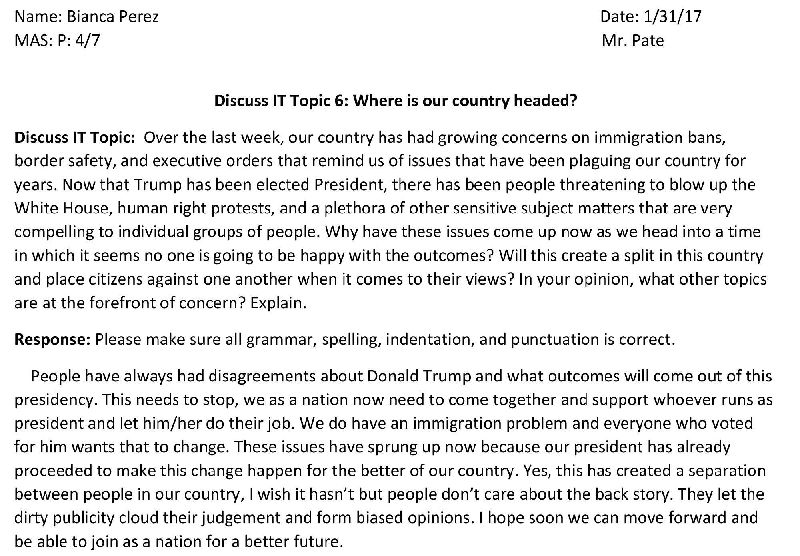 Name: Bianca Perez Date: 1/31/17
MAS: P: 4/7 Mr. Pate
Discuss IT Topic 6: Where is our country headed?
Discuss IT Topic: Over the last week, our country has had growing concerns on immigration bans,
border safety, and executive orders that remind us of issues that have been plaguing our country for
years. Now that Trump has been elected President, there has been people threatening to blow up the
White House, human right protests, and a plethora of other sensitive subject matters that are very
compelling to individual groups of people. Why have these issues come up now as we head into a time
in which it seems no one is going to be happy with the outcomes? Will this create a split in this country
and place citizens against one another when it comes to their views? In your opinion, what other topics
are at the forefront of concern? Explain.
Response: Please make sure all grammar, spelling, indentation, and punctuation is correct.
People have always had disagreements about Donald Trump and what outcomes will come out of this
presidency. This needs to stop, we as a nation now need to come together and support whoever runs as
president and let him/her do their job. We do have an immigration problem and everyone who voted
for him wants that to change. These issues have sprung up now because our president has already
proceeded to make this change happen for the better of our country. Yes, this has created a separation
between people in our country, I wish it hasn't but people don't care about the back story. They let the
dirty publicity cloud their judgement and form biased opinions. I hope soon we can move forward and
be able to join as a nation for a better future.